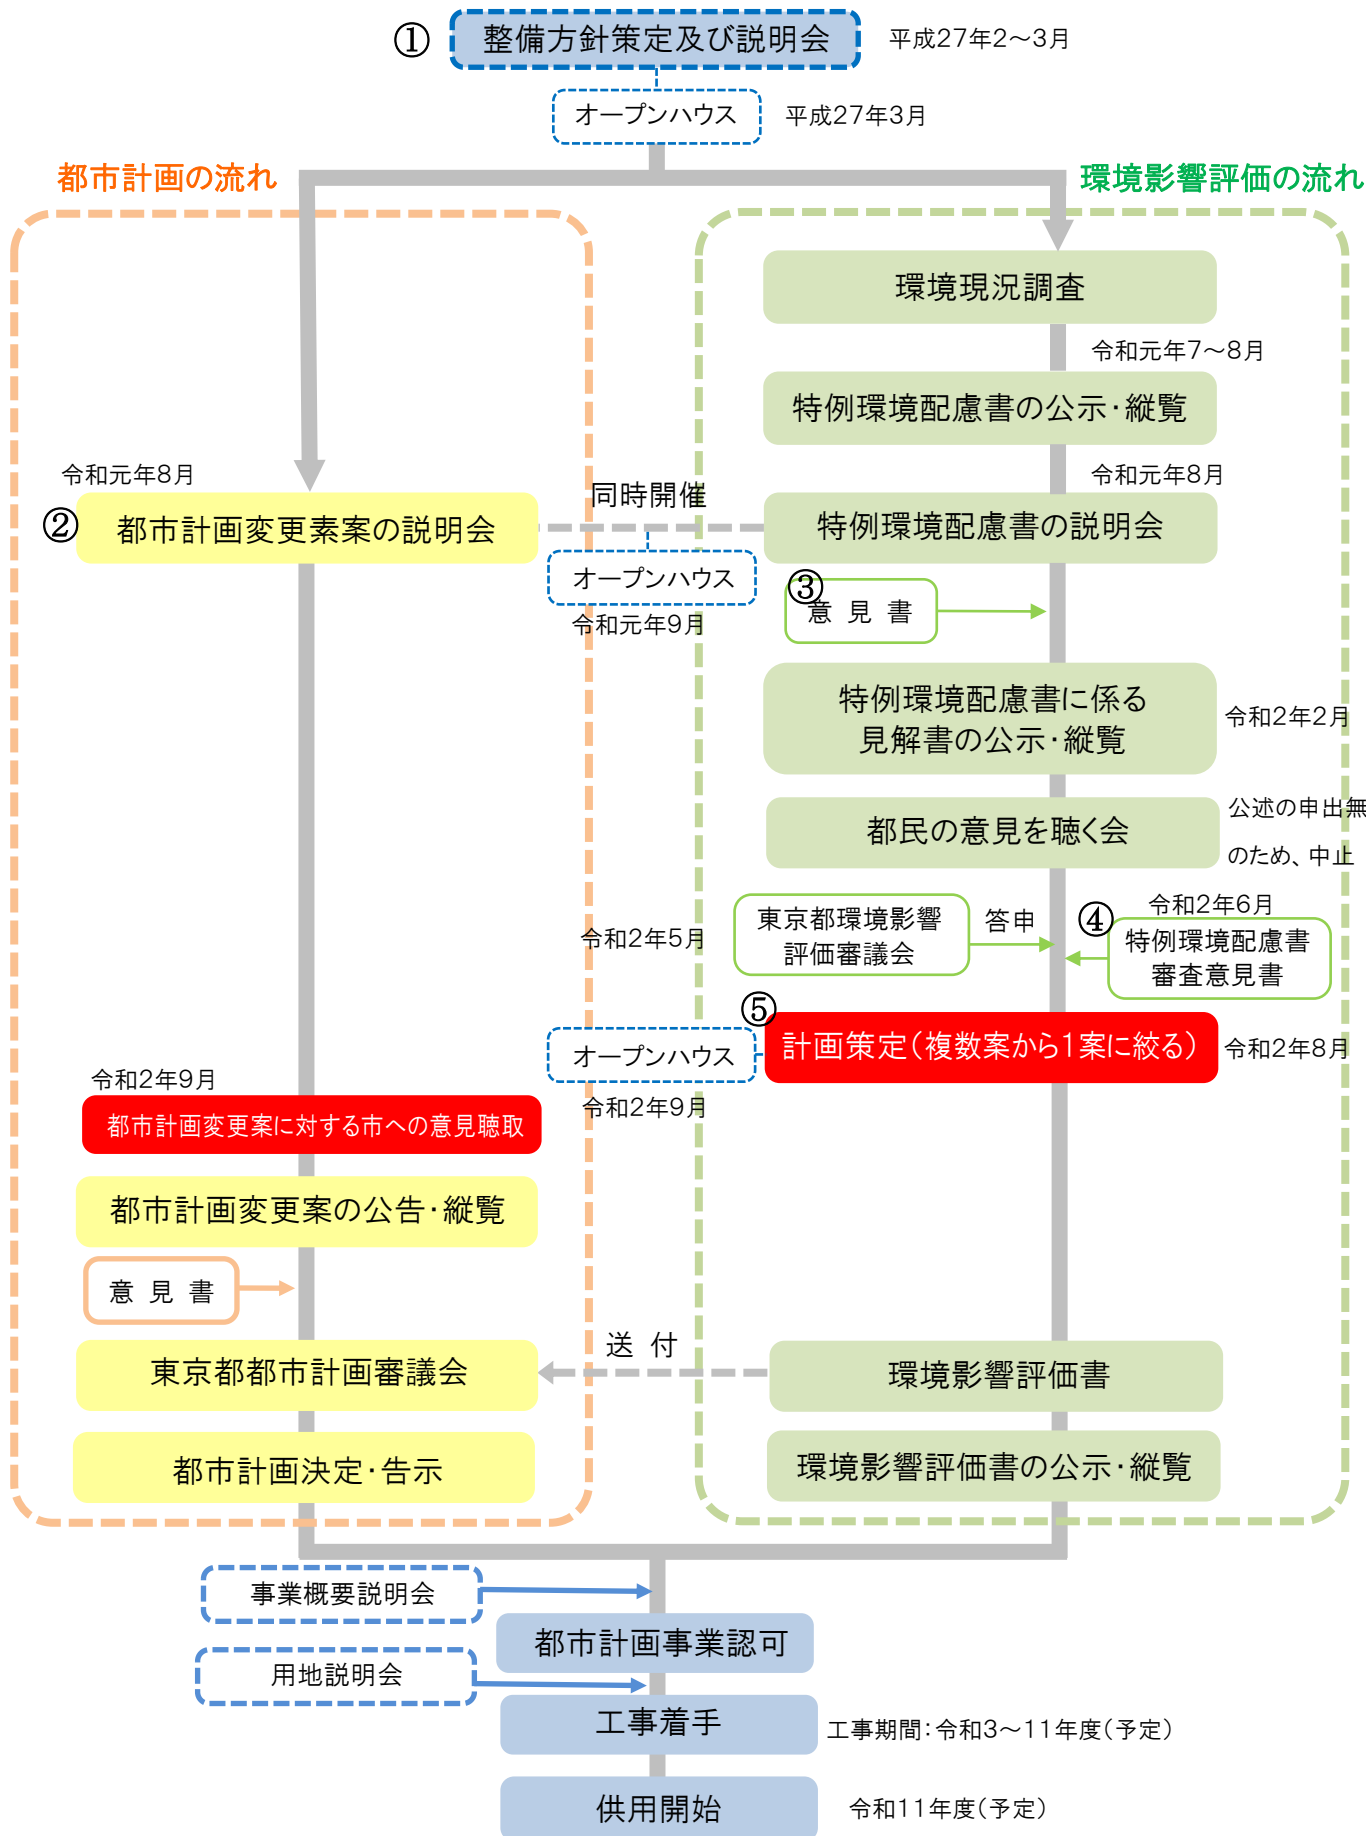 ① 整備方針策定及び説明会 平成27年2～3月
オープンハウス 平成27年3月
都市計画の流れ
環境影響評価の流れ
環境現況調査
令和元年7～8月
特例環境配慮書の公示・縦覧
令和元年8月
令和元年8月
② 都市計画変更素案の説明会
同時開催
特例環境配慮書の説明会
オープンハウス
令和元年9月
③
意 見 書
特例環境配慮書に係る
見解書の公示・縦覧
令和2年2月
都民の意見を聴く会
公述の申出無
のため、中止
東京都環境影響
評価審議会
答申
令和2年5月
④
令和2年6月
特例環境配慮書
審査意見書
⑤
計画策定（複数案から1案に絞る）
令和2年8月
オープンハウス
令和2年9月
令和2年9月
都市計画変更案に対する市への意見聴取
都市計画変更案の公告・縦覧
意 見 書
東京都都市計画審議会
送 付
環境影響評価書
都市計画決定・告示
環境影響評価書の公示・縦覧
事業概要説明会
都市計画事業認可
用地説明会
工事着手
工事期間：令和3～11年度（予定）
供用開始
令和11年度（予定）